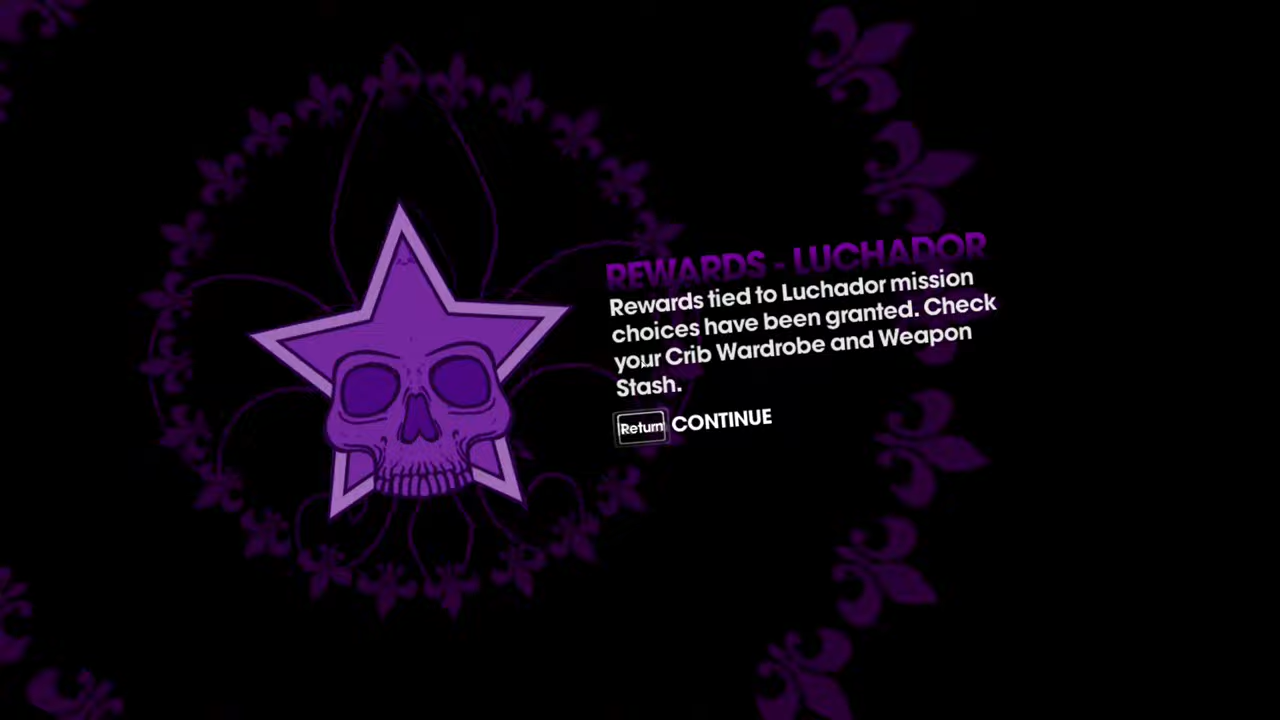 REWARDS - LUCHADOR
Rewards tied to Luchador mission
choices have been granted. Check
your Crib Wardrobe and Weapon
Stash.
Return CONTINUE